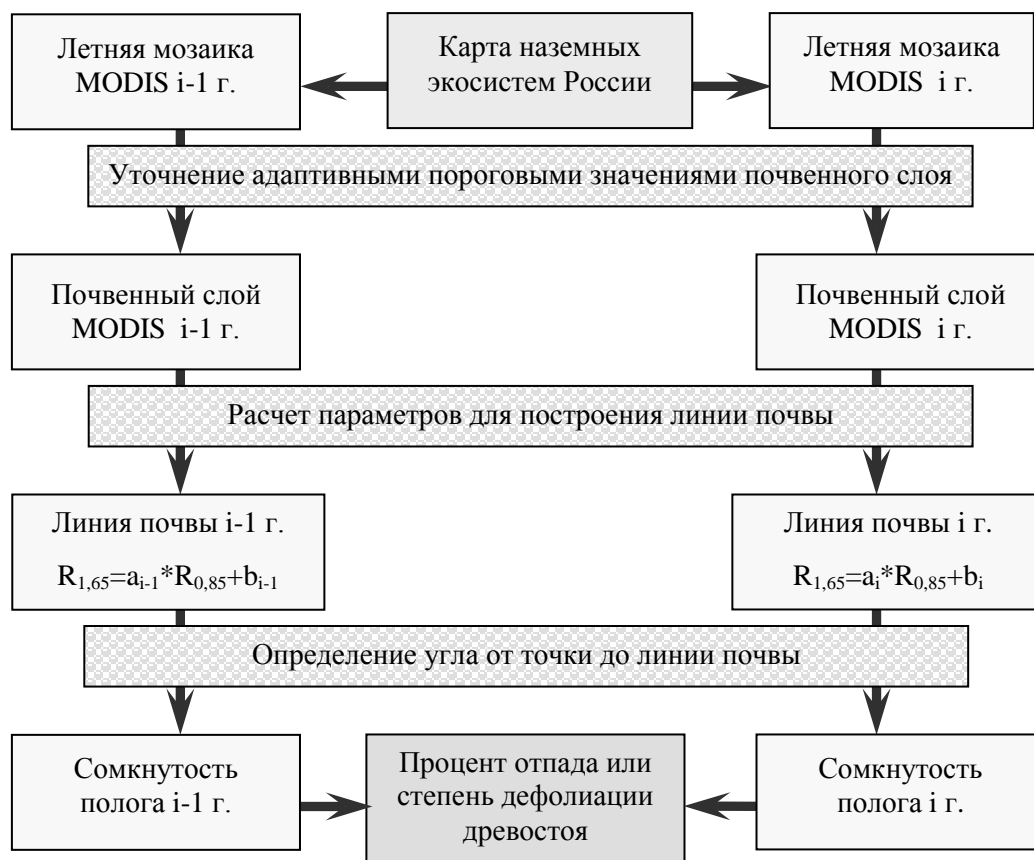 Летняя мозаика
MODIS i-1 г.
Карта наземных
экосистем России
Летняя мозаика
MODIS i г.
Уточнение адаптивными пороговыми значениями почвенного слоя
Почвенный слой
MODIS i-1 г.
Почвенный слой
MODIS i г.
Расчет параметров для построения линии почвы
Линия почвы i-1 г.
R1,65=ai-1*R0,85+bi-1
Линия почвы i г.
R1,65=ai*R0,85+bi
Определение угла от точки до линии почвы
Сомкнутость
полога i-1 г.
Процент отпада или
степень дефолиации
древостоя
Сомкнутость
полога i г.